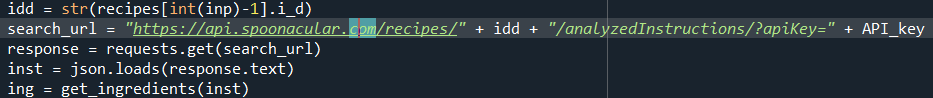 idd = str(recipes[int(inp)-1].i_d)
search_url = "https://api.spoonacular.com/recipes/" + idd + "/analyzedInstructions/?apiKey=" + API_key
response = requests.get(search_url)
inst = json.loads(response.text)
ing = get_ingredients(inst)